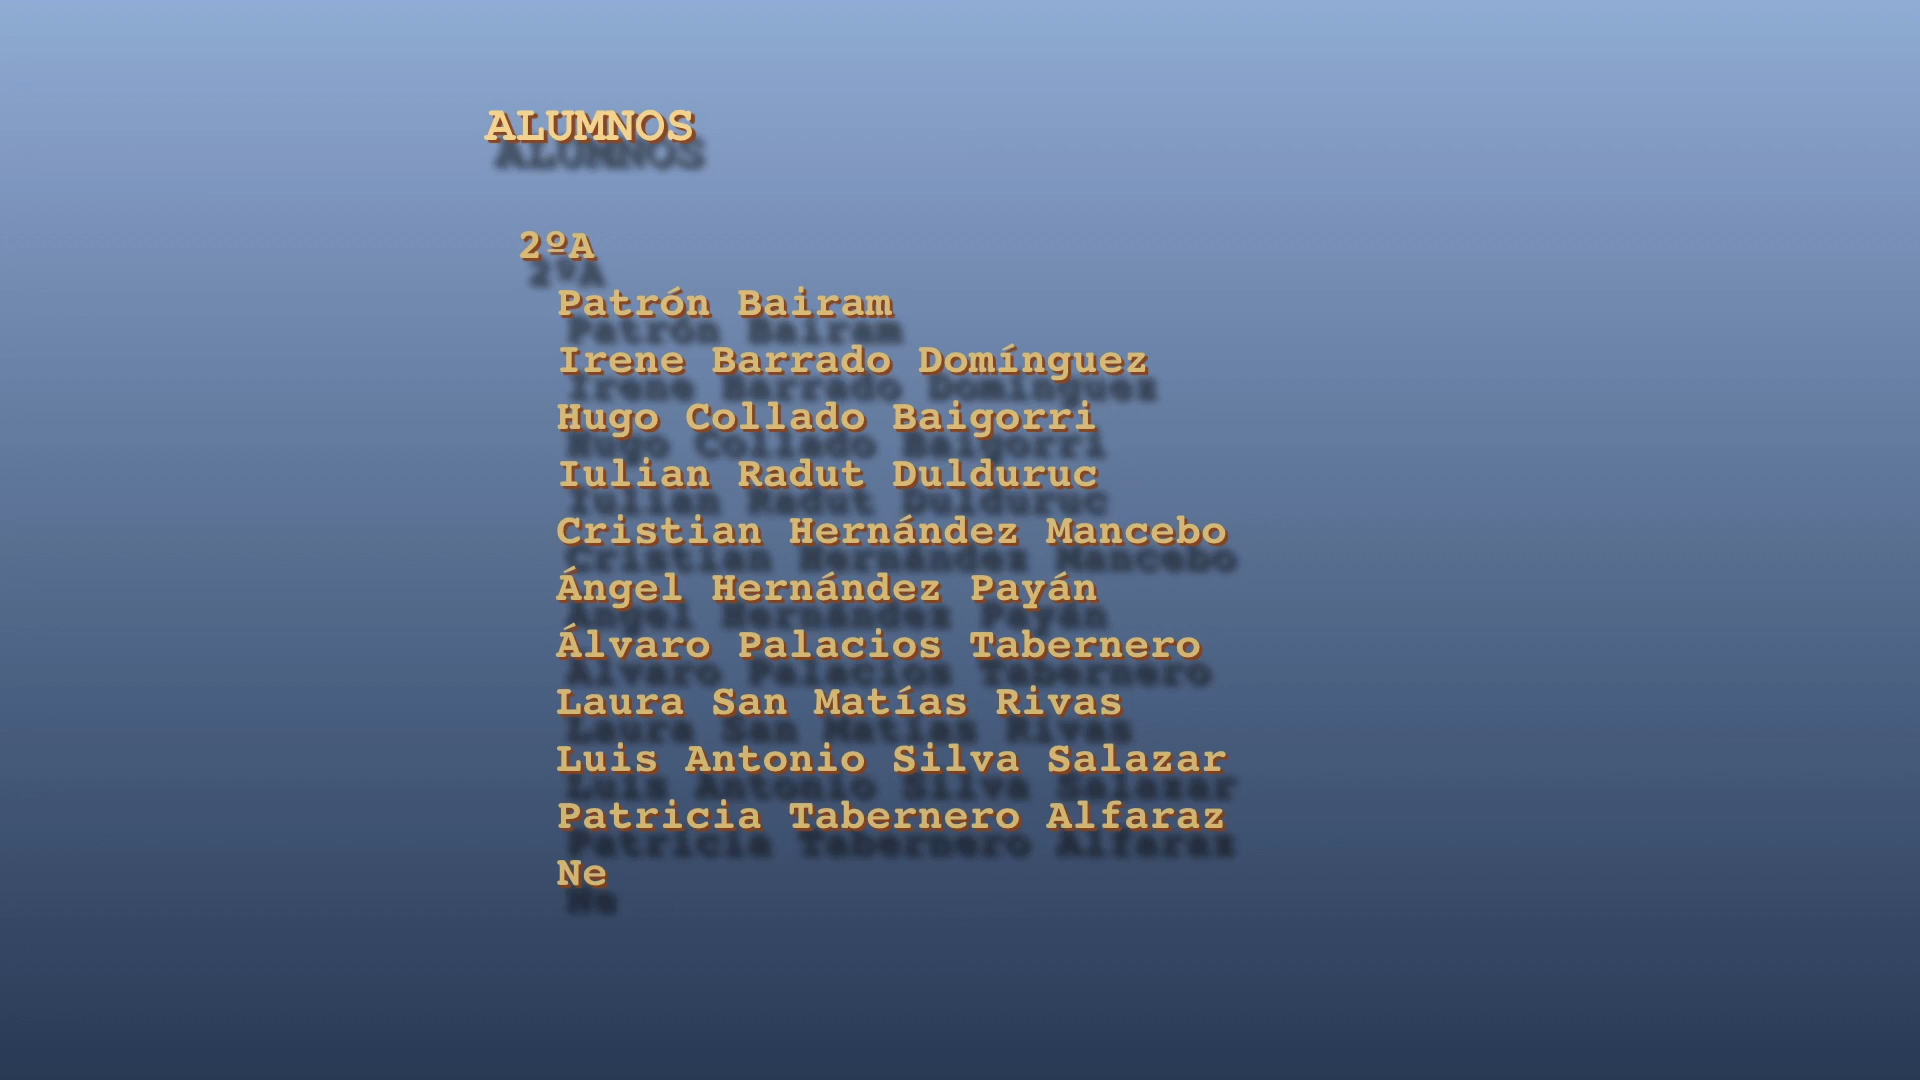 ALUMNOS
2ºA
Patrón Bairam
Irene Barrado Domínguez
Hugo Collado Baigorri
Iulian Radut Dulduruc
Cristian Hernández Mancebo
Ángel Hernández Payán
Álvaro Palacios Tabernero
Laura San Matías Rivas
Luis Antonio Silva Salazar
Patricia Tabernero Alfaraz
Ne